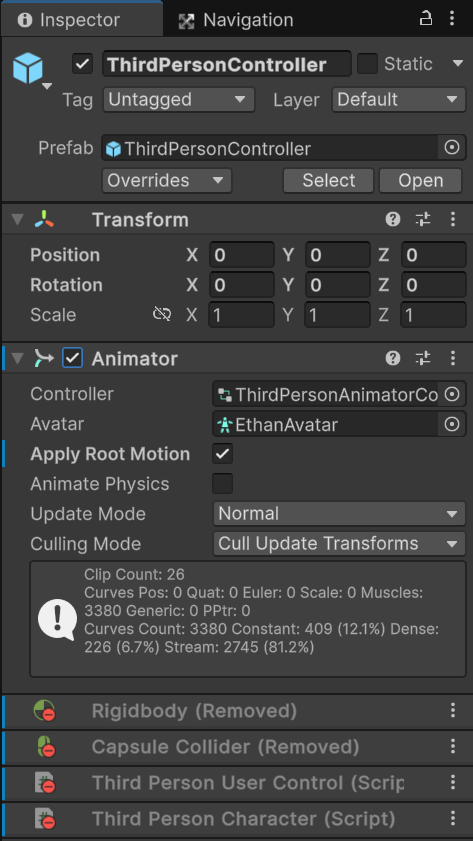 Inspector Navigation
ThirdPersonController Static
Tag Untagged Layer Default
Prefab ThirdPersonController
Overrides Select Open
Transform
Position X 0 Y 0 Z 0
Rotation X 0 Y 0 Z 0
Scale X 1 Y 1 Z 1
Animator
Controller ThirdPersonAnimatorCo
Avatar EthanAvatar
Apply Root Motion
Animate Physics
Update Mode Normal
Culling Mode Cull Update Transforms
Clip Count: 26
Curves Pos: 0 Quat: 0 Euler: 0 Scale: 0 Muscles:
3380 Generic: 0 PPtr: 0
Curves Count: 3380 Constant: 409 (12.1%) Dense:
226 (6.7%) Stream: 2745 (81.2%)
Rigidbody (Removed)
Capsule Collider (Removed)
Third Person User Control (Scrip
Third Person Character (Script)